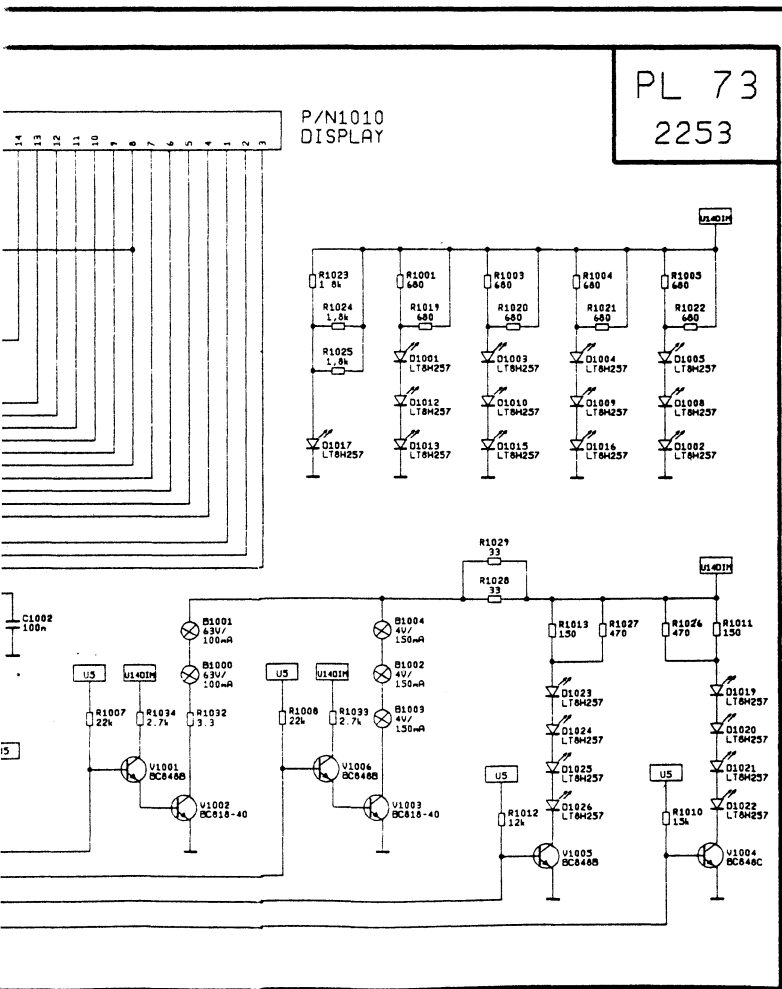 PL 73
2253
P/N1010
DISPLAY
14
13
12
11
10
9
8
7
6
5
4
1
2
3
U14DIM
R1023
1 8k
R1024
1,8k
R1025
1,8k
D1017
LT8H257
R1001
680
R1019
680
D1001
LT8H257
D1012
LT8H257
D1013
LT8H257
R1003
680
R1020
680
D1003
LT8H257
D1010
LT8H257
D1015
LT8H257
R1004
680
R1021
680
D1004
LT8H257
D1009
LT8H257
D1016
LT8H257
R1005
680
R1022
680
D1005
LT8H257
D1008
LT8H257
D1002
LT8H257
R1029
33
R1028
33
U14DIM
C1002
100n
B1001
63V/
100mA
B1000
63V/
100mA
B1004
4V/
150mA
B1002
4V/
150mA
B1003
4V/
150mA
U5
U14DIM
R1007
22k
R1034
2.7k
R1032
3.3
V1001
BC848B
V1002
BC818-40
U5
U14DIM
R1008
22k
R1033
2.7k
V1006
BC848B
V1003
BC818-40
R1013
150
R1027
470
D1023
LT8H257
D1024
LT8H257
D1025
LT8H257
D1026
LT8H257
U5
R1012
12k
V1005
BC848B
R1026
470
R1011
150
D1019
LT8H257
D1020
LT8H257
D1021
LT8H257
D1022
LT8H257
U5
R1010
15k
V1004
BC848C